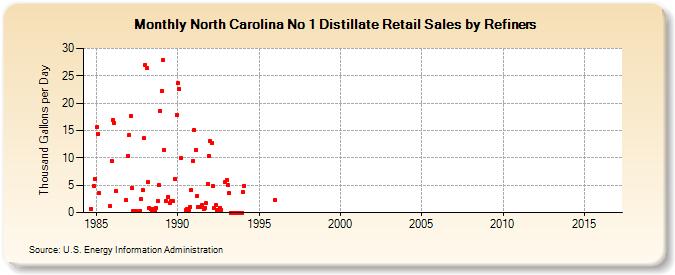 Monthly North Carolina No 1 Distillate Retail Sales by Refiners
Thousand Gallons per Day
30
25
20
15
10
5
0
1985 1990 1995 2000 2005 2010 2015
Source: U.S. Energy Information Administration